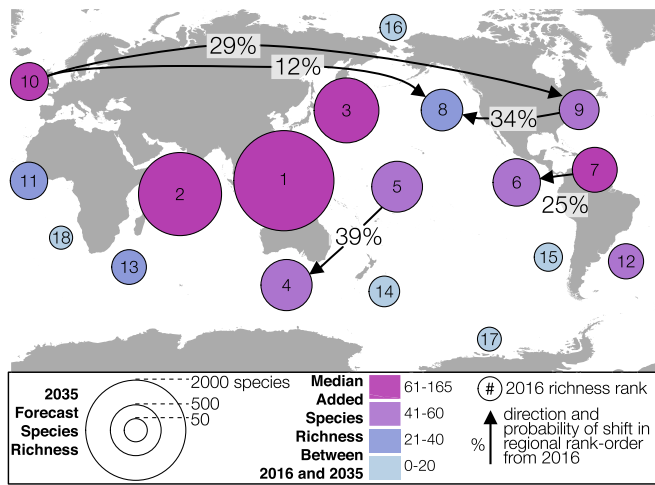 16
29%
10
12%
3
8
34%
9
11
2
1
5
6
7
25%
18
39%
13
4
14
15
12
17
2035
Forecast
Species
Richness
2000 species
500
50
Median
Added
Species
Richness
Between
2016 and 2035
61-165
41-60
21-40
0-20
# 2016 richness rank
% direction and
probability of shift in
regional rank-order
from 2016